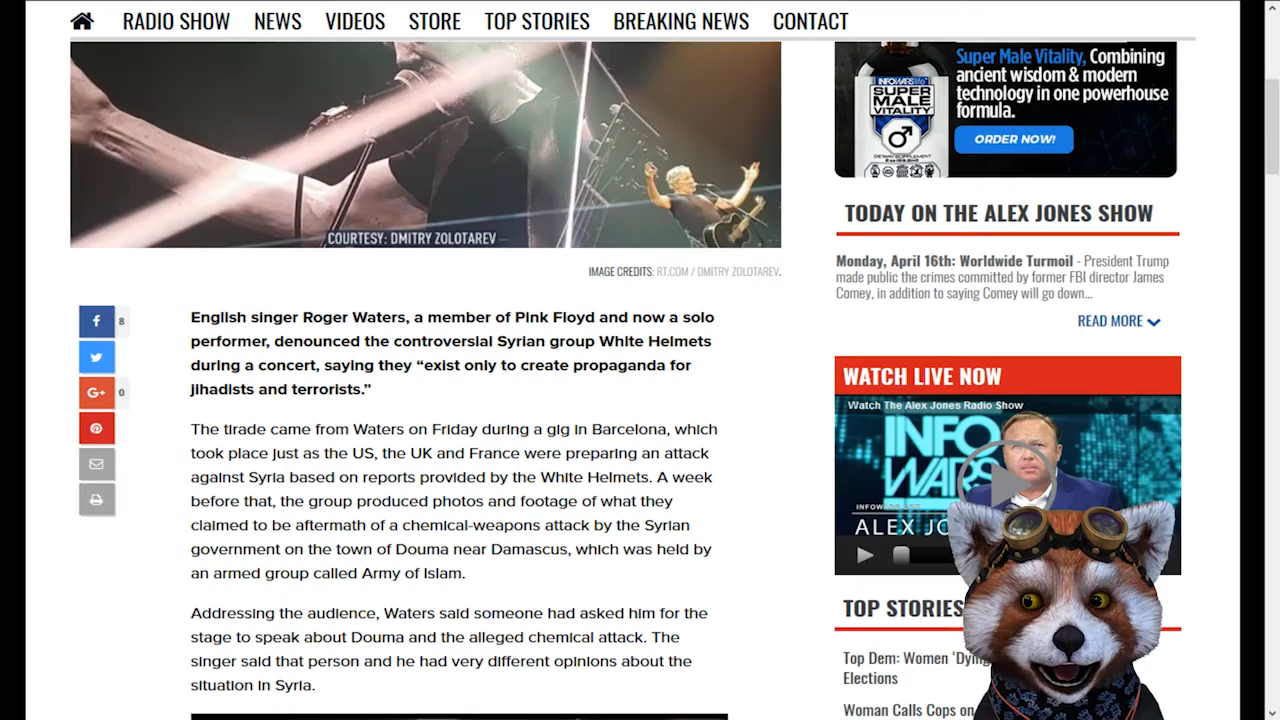 RADIO SHOW NEWS VIDEOS STORE TOP STORIES BREAKING NEWS CONTACT
COURTESY: DMITRY ZOLOTAREV
IMAGE CREDITS: RT.COM / DMITRY ZOLOTAREV.
8
0
English singer Roger Waters, a member of Pink Floyd and now a solo
performer, denounced the controversial Syrian group White Helmets
during a concert, saying they “exist only to create propaganda for
jihadists and terrorists.”
The tirade came from Waters on Friday during a gig in Barcelona, which
took place just as the US, the UK and France were preparing an attack
against Syria based on reports provided by the White Helmets. A week
before that, the group produced photos and footage of what they
claimed to be aftermath of a chemical-weapons attack by the Syrian
government on the town of Douma near Damascus, which was held by
an armed group called Army of Islam.
Addressing the audience, Waters said someone had asked him for the
stage to speak about Douma and the alleged chemical attack. The
singer said that person and he had very different opinions about the
situation in Syria.
Super Male Vitality, Combining
ancient wisdom & modern
technology in one powerhouse
formula.
ORDER NOW!
INFOWARS life
SUPER
MALE
VITALITY
DIETARY SUPPLEMENT
TODAY ON THE ALEX JONES SHOW
Monday, April 16th: Worldwide Turmoil - President Trump
made public the crimes committed by former FBI director James
Comey, in addition to saying Comey will go down...
READ MORE
WATCH LIVE NOW
Watch The Alex Jones Radio Show
INFO
WARS
ALEX JO
TOP STORIES
Top Dem: Women ‘Dying
Elections
Woman Calls Cops on